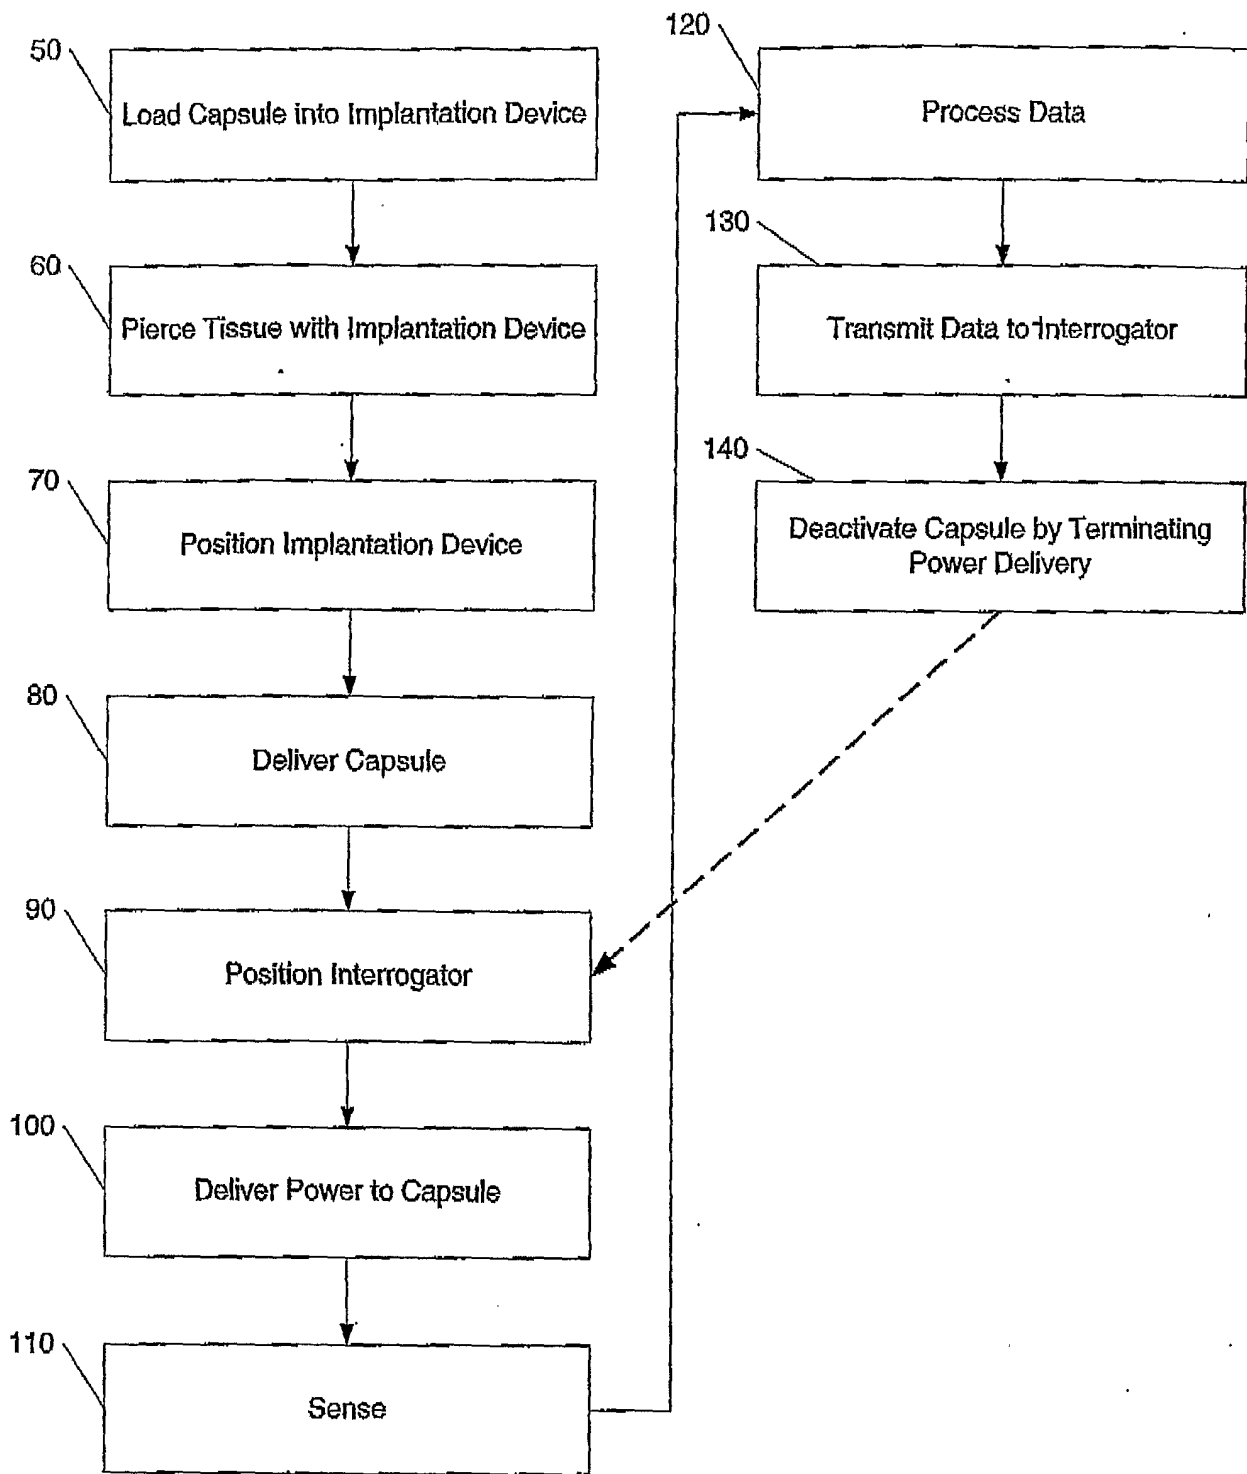 50
Load Capsule into Implantation Device
60
Pierce Tissue with Implantation Device
70
Position Implantation Device
80
Deliver Capsule
90
Position Interrogator
100
Deliver Power to Capsule
110
Sense
120
Process Data
130
Transmit Data to Interrogator
140
Deactivate Capsule by Terminating
Power Delivery